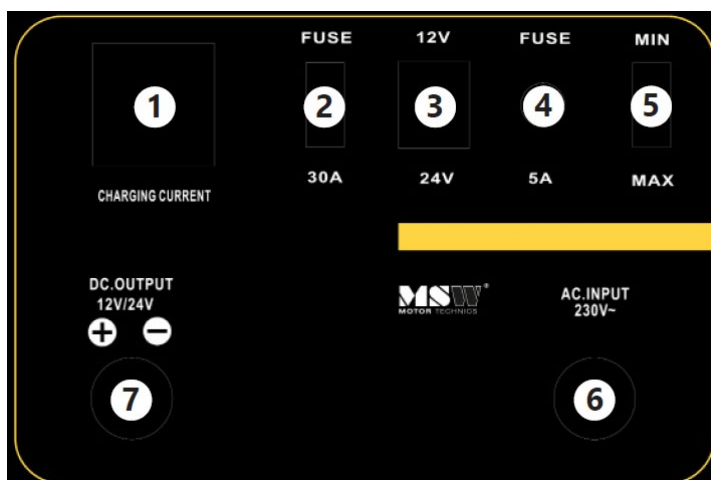 FUSE 12V FUSE MIN
1 2 3 4 5
30A 24V 5A MAX
CHARGING CURRENT
DC.OUTPUT
12V/24V
+ −
MSW®
MOTOR TECHNICS
AC.INPUT
230V~
7 6